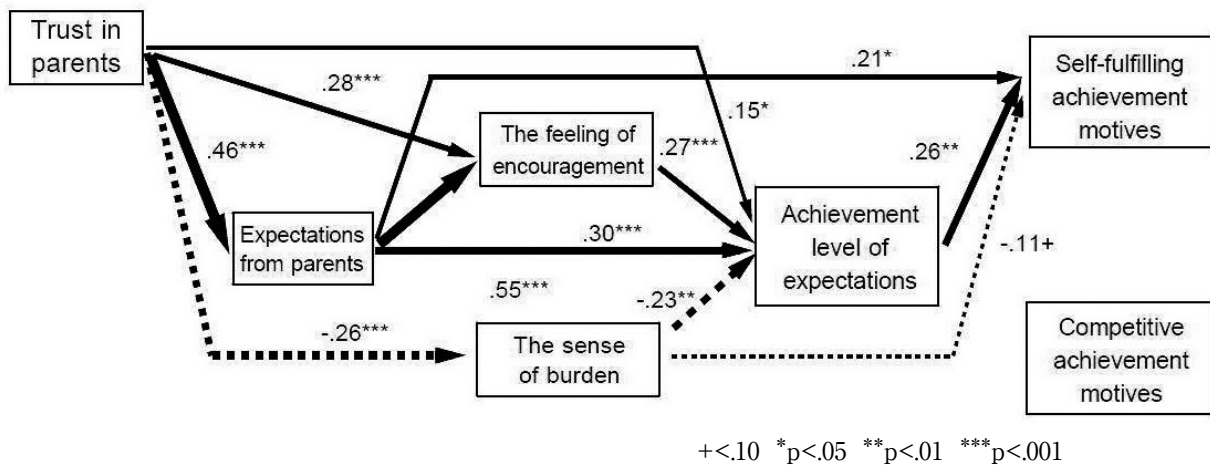 Trust in
parents
.28***
.46***
The feeling of
encouragement
.27***
.15*
.21*
Self-fulfilling
achievement
motives
.26**
Expectations
from parents
.30***
Achievement
level of
expectations
-.11+
.55***
-.23**
-.26***
The sense
of burden
Competitive
achievement
motives
+<.10 *p<.05 **p<.01 ***p<.001